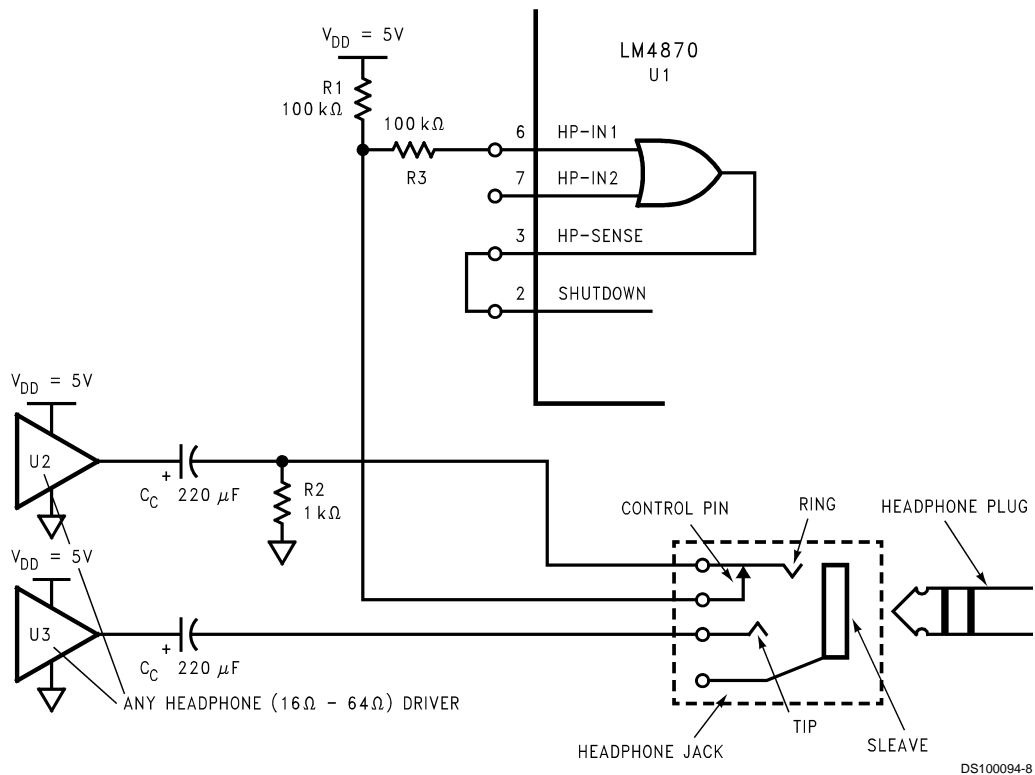 V_DD = 5V
LM4870
U1
R1
100 kΩ
100 kΩ
R3
6 HP-IN1
7 HP-IN2
3 HP-SENSE
2 SHUTDOWN
V_DD = 5V
U2
+
C_C 220 μF
R2
1 kΩ
V_DD = 5V
U3
+
C_C 220 μF
ANY HEADPHONE (16Ω - 64Ω) DRIVER
CONTROL PIN
RING
HEADPHONE PLUG
TIP
SLEAVE
HEADPHONE JACK
DS100094-8